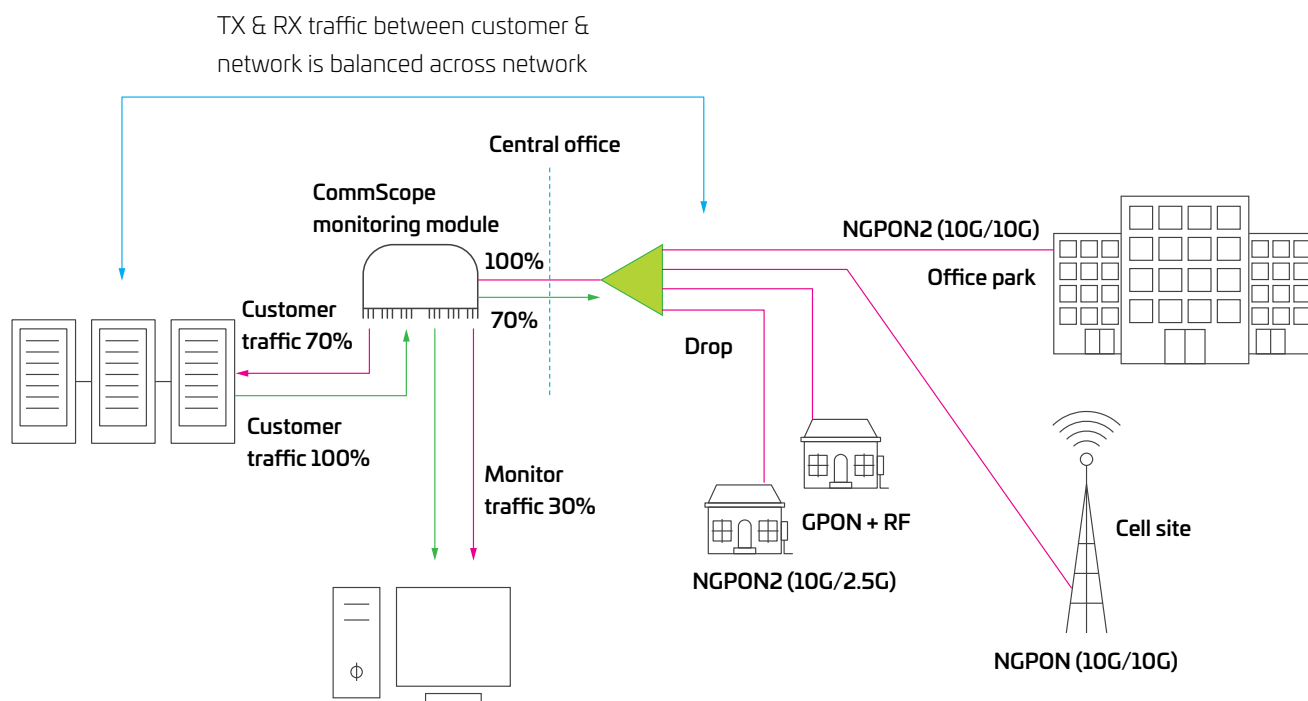 TX & RX traffic between customer &
network is balanced across network
Central office
CommScope
monitoring module
NGPON2 (10G/10G)
100%
Office park
Customer
traffic 70%
70%
Drop
Customer
traffic 100%
Monitor
traffic 30%
GPON + RF
Cell site
NGPON2 (10G/2.5G)
NGPON (10G/10G)